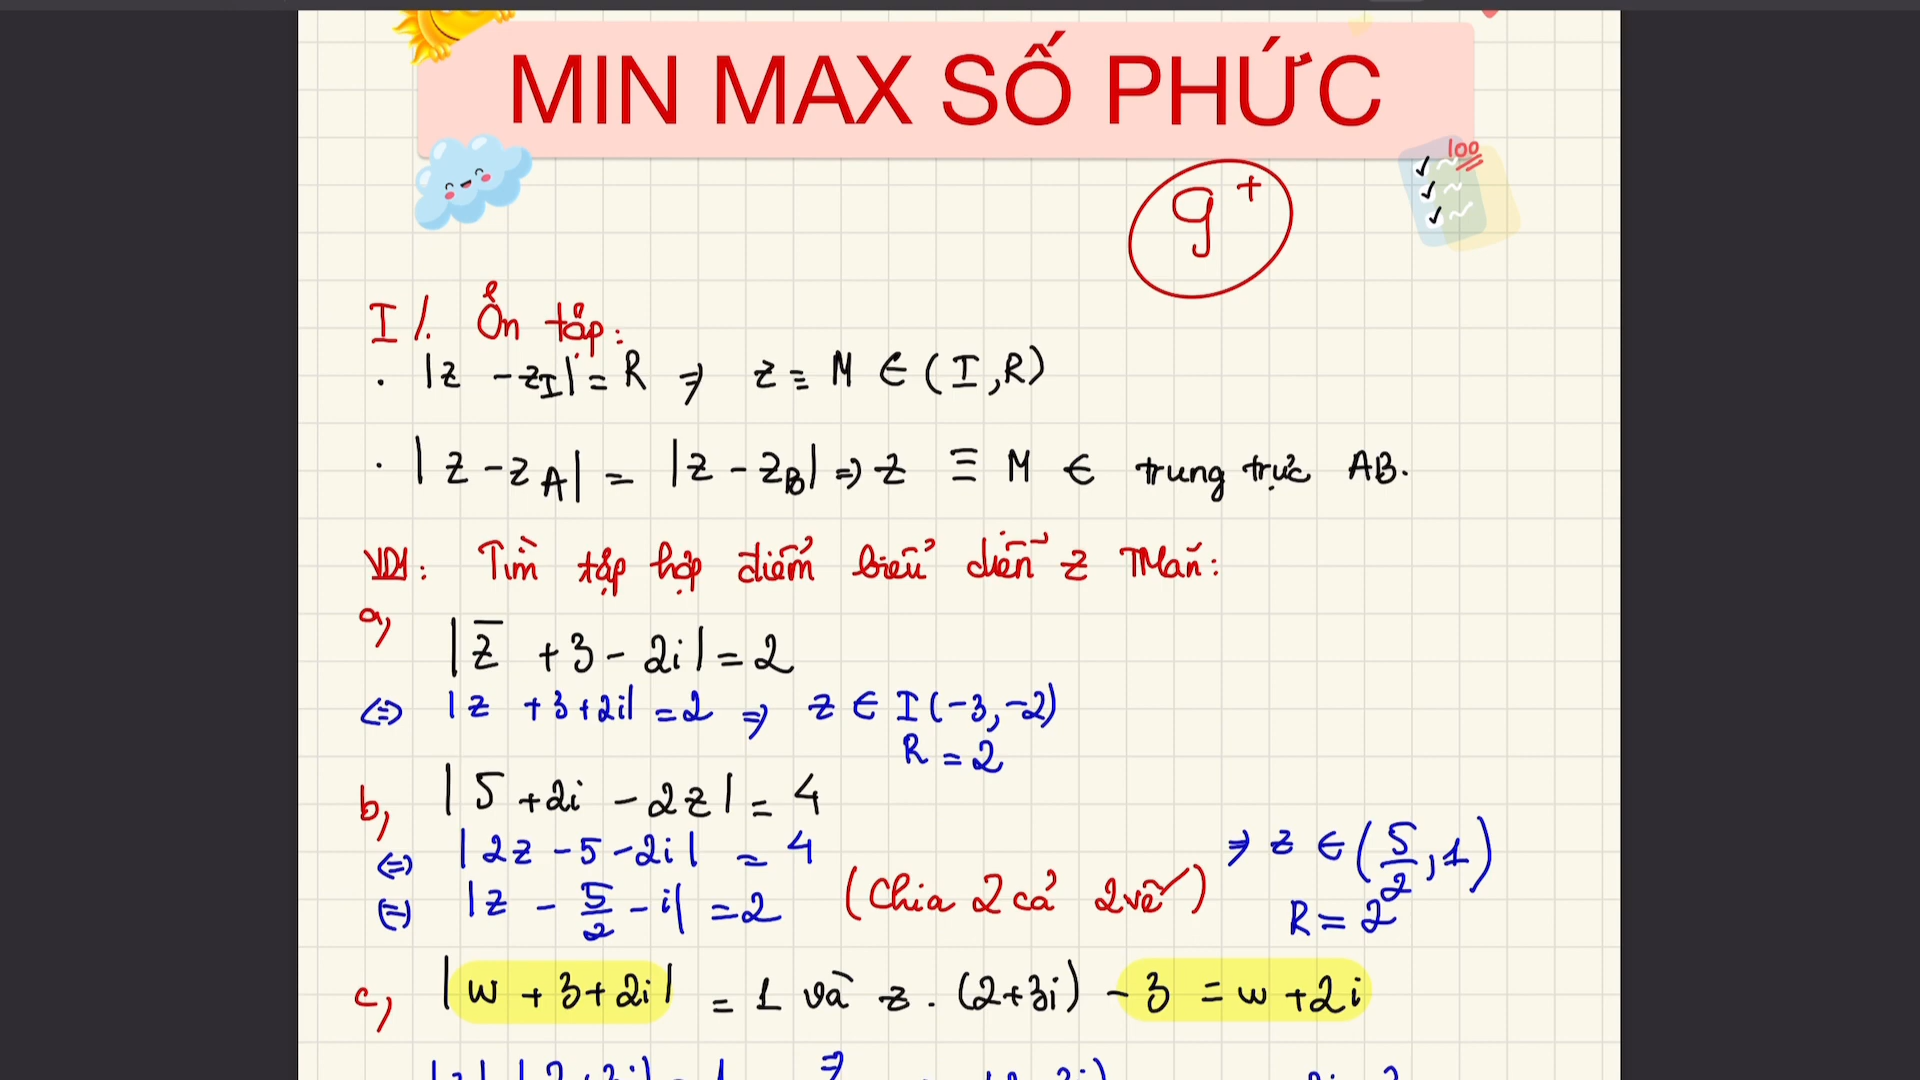 MIN MAX SỐ PHỨC
100
9+
I/. Ôn tập:
. |z - z_I| = R ⇒ z ≡ M ∈ (I, R)
. |z - z_A| = |z - z_B| ⇒ z ≡ M ∈ trung trực AB.
VD1: Tìm tập hợp điểm biểu diễn z Tmãn:
a) |z̄ + 3 - 2i| = 2
⇔ |z + 3 + 2i| = 2 ⇒ z ∈ I(-3, -2)
R = 2
b) |5 + 2i - 2z| = 4
⇔ |2z - 5 - 2i| = 4 ⇒ z ∈ (5/2, 1)
⇔ |z - 5/2 - i| = 2 (Chia 2 cả 2 vế) R = 2
c) |w + 3 + 2i| = 1 và z . (2 + 3i) - 3 = w + 2i